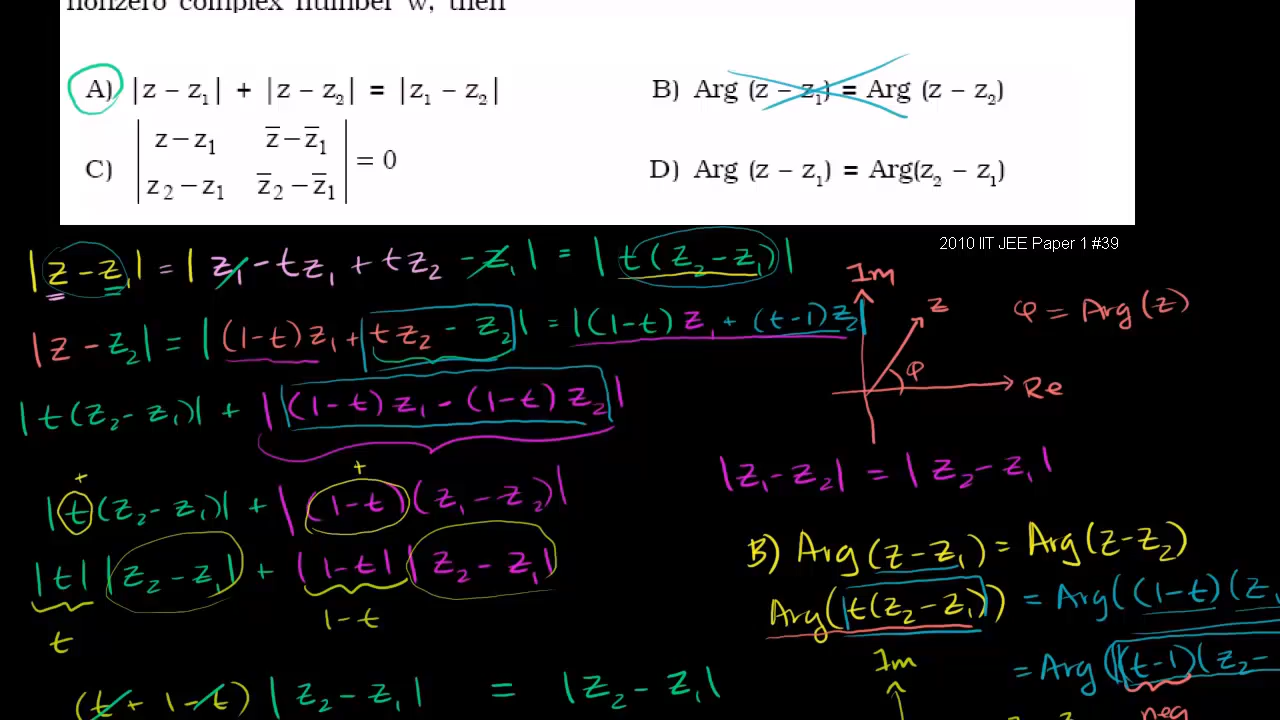 nonzero complex number w, then
A) |z − z₁| + |z − z₂| = |z₁ − z₂|
B) Arg (z − z₁) = Arg (z − z₂)
C) | z − z₁   z̅ − z̅₁ |
| z₂ − z₁   z̅₂ − z̅₁ | = 0
D) Arg (z − z₁) = Arg(z₂ − z₁)
2010 IIT JEE Paper 1 #39
|z − z₁| = |z₁ − tz₁ + tz₂ − z₁| = |t(z₂ − z₁)|
|z − z₂| = |(1−t)z₁ + tz₂ − z₂| = |(1−t)z₁ + (t−1)z₂|
|t(z₂ − z₁)| + |(1−t)z₁ − (1−t)z₂|
+ +
|t(z₂ − z₁)| + |(1−t)(z₁ − z₂)|
|t||z₂ − z₁| + |1−t||z₂ − z₁|
t 1−t
(t + 1 − t)|z₂ − z₁| = |z₂ − z₁|
Im
z
φ
Re
φ = Arg(z)
|z₁ − z₂| = |z₂ − z₁|
B) Arg(z − z₁) = Arg(z − z₂)
Arg(t(z₂ − z₁)) = Arg((1−t)(z₁
= Arg((t−1)(z₂ −
neg
Im